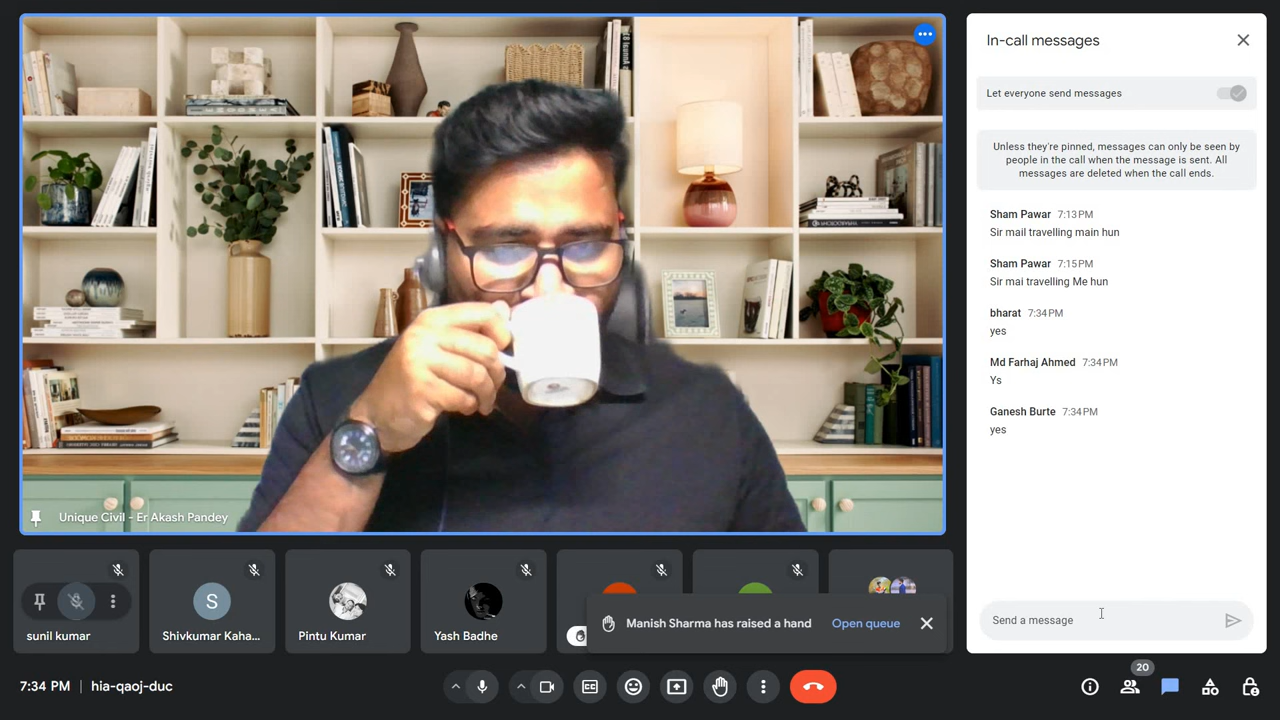 In-call messages
Let everyone send messages
Unless they're pinned, messages can only be seen by
people in the call when the message is sent. All
messages are deleted when the call ends.
Sham Pawar 7:13 PM
Sir mail travelling main hun
Sham Pawar 7:15 PM
Sir mai travelling Me hun
bharat 7:34 PM
yes
Md Farhaj Ahmed 7:34 PM
Ys
Ganesh Burte 7:34 PM
yes
Send a message
Unique Civil - Er Akash Pandey
sunil kumar
S
Shivkumar Kaha...
Pintu Kumar
Yash Badhe
Manish Sharma has raised a hand
Open queue
7:34 PM | hia-qaoj-duc
20